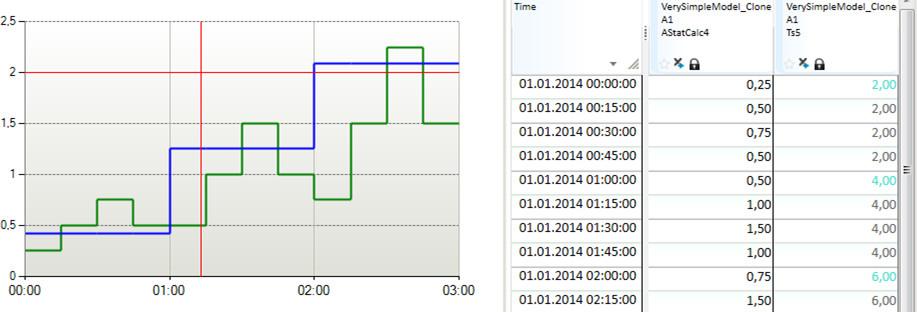 2,5
2
1,5
1
0,5
0
00:00 01:00 02:00 03:00
Time VerySimpleModel_Clone VerySimpleModel_Clone
A1 A1
AStatCalc4 Ts5
01.01.2014 00:00:00 0,25 2,00
01.01.2014 00:15:00 0,50 2,00
01.01.2014 00:30:00 0,75 2,00
01.01.2014 00:45:00 0,50 2,00
01.01.2014 01:00:00 0,50 4,00
01.01.2014 01:15:00 1,00 4,00
01.01.2014 01:30:00 1,50 4,00
01.01.2014 01:45:00 1,00 4,00
01.01.2014 02:00:00 0,75 6,00
01.01.2014 02:15:00 1,50 6,00